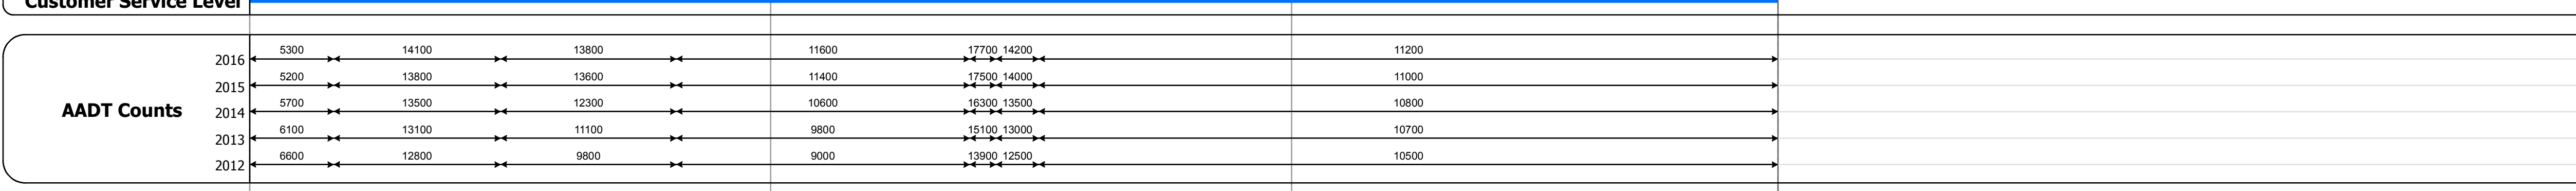 Customer Service Level
5300 14100 13800 11600 17700 14200 11200
2016
5200 13800 13600 11400 17500 14000 11000
2015
5700 13500 12300 10600 16300 13500 10800
AADT Counts 2014
6100 13100 11100 9800 15100 13000 10700
2013
6600 12800 9800 9000 13900 12500 10500
2012